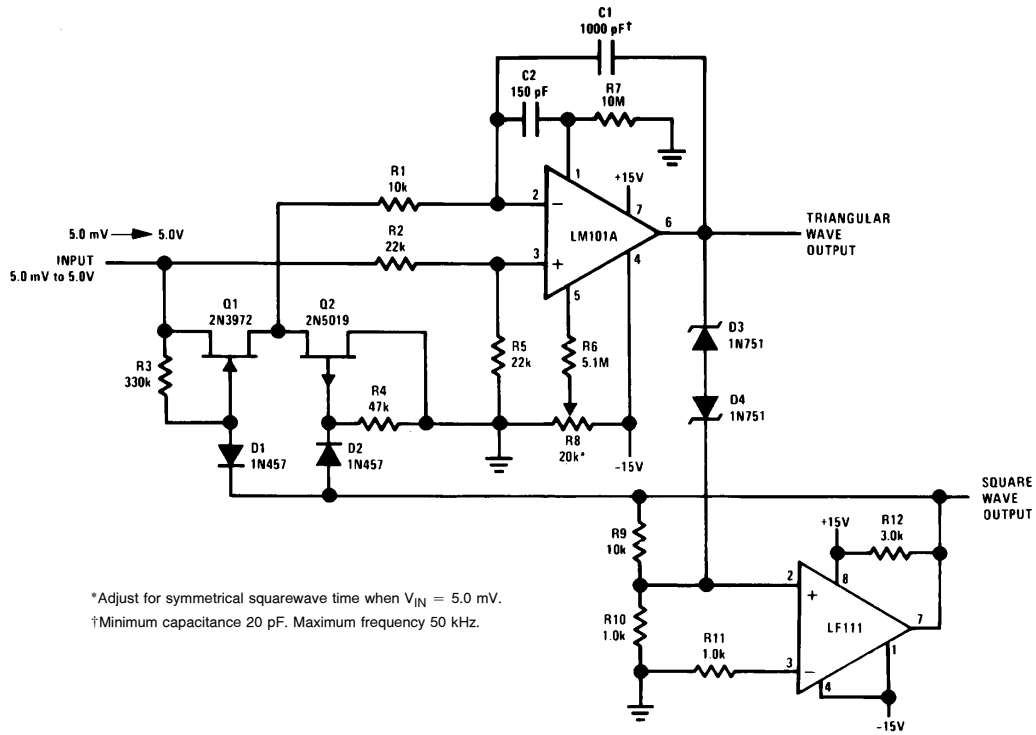 C1
1000 pF†
C2
150 pF
R7
10M
R1
10k
1
+15V
2
−
7
5.0 mV → 5.0V
R2
22k
LM101A
6
TRIANGULAR
WAVE
OUTPUT
INPUT
5.0 mV to 5.0V
3
+
4
5
Q1
2N3972
Q2
2N5019
D3
1N751
R3
330k
R5
22k
R6
5.1M
R4
47k
D4
1N751
D1
1N457
D2
1N457
R8
20k*
-15V
SQUARE
WAVE
OUTPUT
R9
10k
+15V
R12
3.0k
8
2
+
*Adjust for symmetrical squarewave time when VIN = 5.0 mV.
†Minimum capacitance 20 pF. Maximum frequency 50 kHz.
R10
1.0k
R11
1.0k
LF111
7
3
−
1
4
-15V